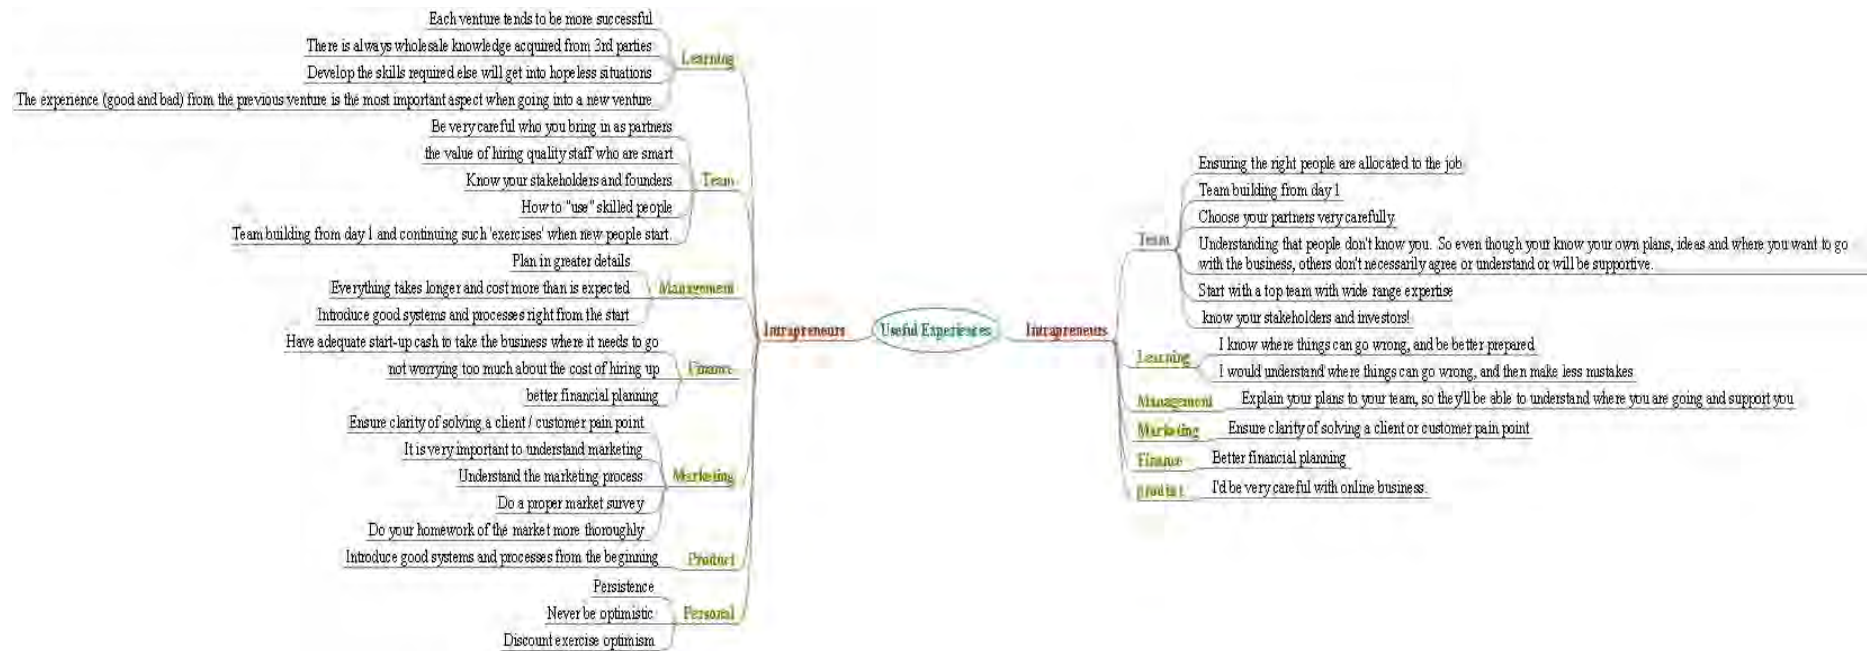 Each venture tends to be more successful
There is always wholesale knowledge acquired from 3rd parties
Develop the skills required else will get into hopeless situations
The experience (good and bad) from the previous venture is the most important aspect when going into a new venture
Learning
Be very careful who you bring in as partners
the value of hiring quality staff who are smart
Know your stakeholders and founders
How to "use" skilled people
Team building from day 1 and continuing such 'exercises' when new people start.
Team
Plan in greater details
Everything takes longer and cost more than is expected
Introduce good systems and processes right from the start
Management
Have adequate start-up cash to take the business where it needs to go
not worrying too much about the cost of hiring up
better financial planning
Finance
Ensure clarity of solving a client / customer pain point
It is very important to understand marketing
Understand the marketing process
Do a proper market survey
Do your homework of the market more thoroughly
Marketing
Introduce good systems and processes from the beginning
Product
Persistence
Never be optimistic
Discount exercise optimism
Personal
Intrapreneurs
Useful Experiences
Intrapreneurs
Team
Ensuring the right people are allocated to the job
Team building from day 1
Choose your partners very carefully.
Understanding that people don't know you. So even though your know your own plans, ideas and where you want to go
with the business, others don't necessarily agree or understand or will be supportive.
Start with a top team with wide range expertise
know your stakeholders and investors!
Learning
I know where things can go wrong, and be better prepared
I would understand where things can go wrong, and then make less mistakes
Management
Explain your plans to your team, so they'll be able to understand where you are going and support you
Marketing
Ensure clarity of solving a client or customer pain point
Finance
Better financial planning
product
I'd be very careful with online business.